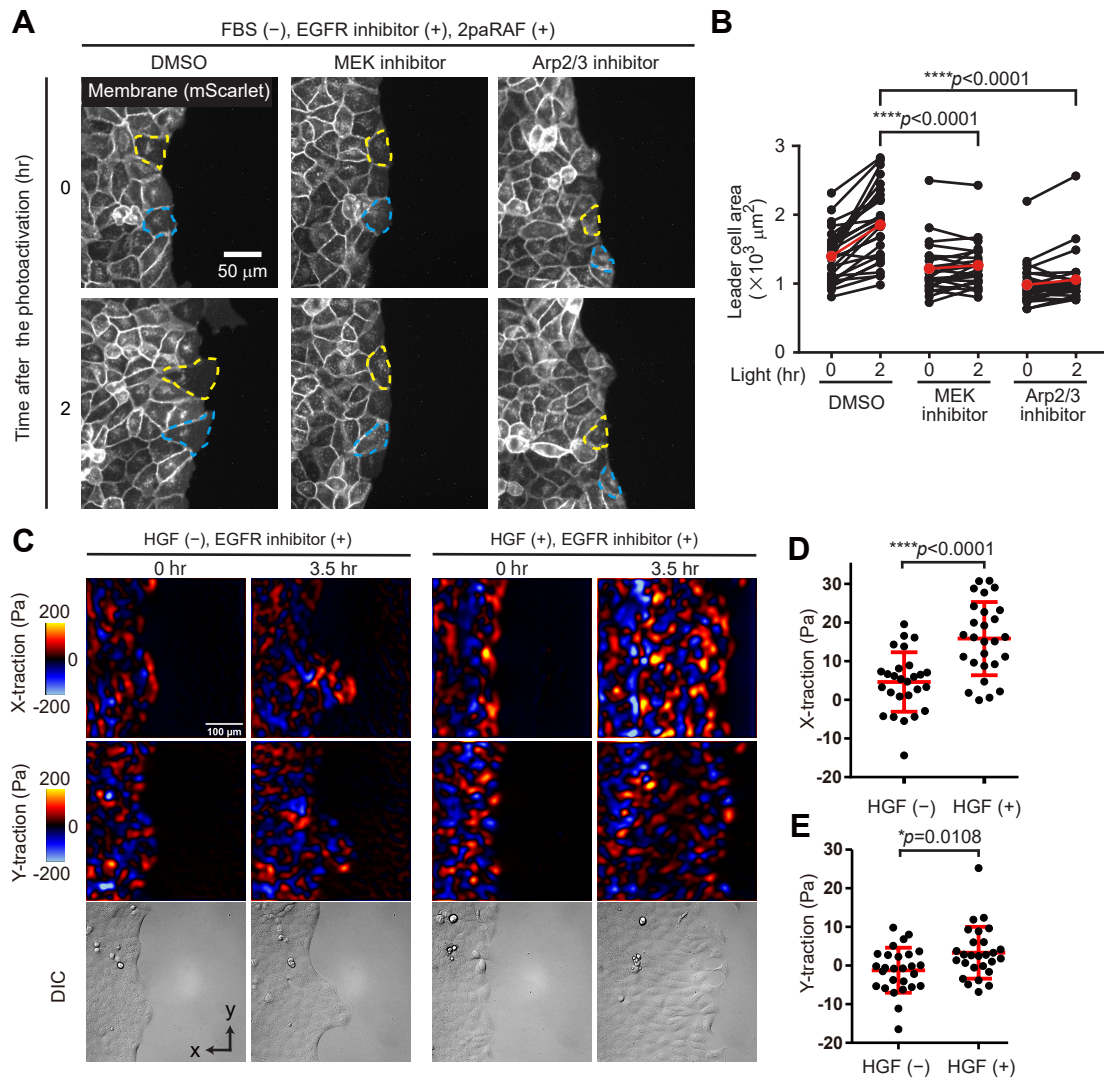 A
FBS (−), EGFR inhibitor (+), 2paRAF (+)
DMSO
MEK inhibitor
Arp2/3 inhibitor
Membrane (mScarlet)
Time after the photoactivation (hr)
0
50 μm
2
B
****p<0.0001
****p<0.0001
Leader cell area
(×10³ μm²)
3
2
1
0
Light (hr)
0 2
0 2
0 2
DMSO
MEK
inhibitor
Arp2/3
inhibitor
C
HGF (−), EGFR inhibitor (+)
HGF (+), EGFR inhibitor (+)
0 hr
3.5 hr
0 hr
3.5 hr
X-traction (Pa)
200
0
-200
100 μm
Y-traction (Pa)
200
0
-200
DIC
y
x
D
****p<0.0001
X-traction (Pa)
30
20
10
0
-10
-20
HGF (−)
HGF (+)
E
*p=0.0108
Y-traction (Pa)
30
20
10
0
-10
-20
HGF (−)
HGF (+)